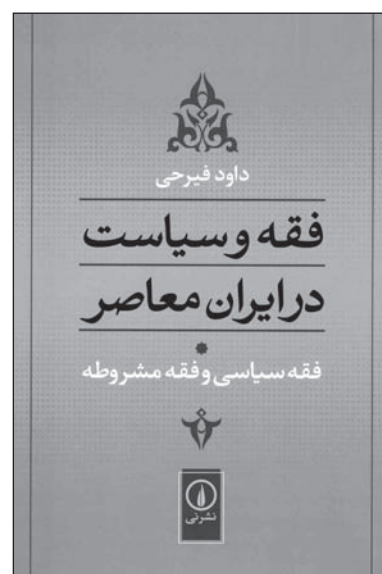 داود فیرحی
فقه و سیاست
در ایران معاصر
فقه سیاسی و فقه مشروطه
نشرنی